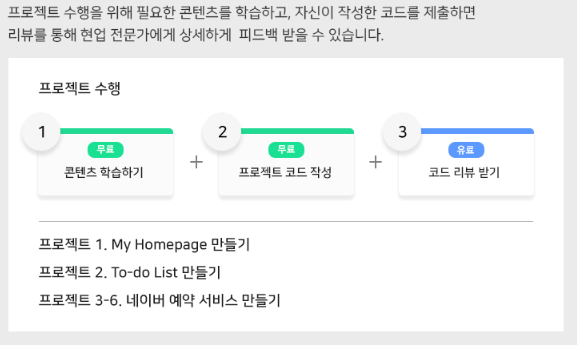 프로젝트 수행을 위해 필요한 콘텐츠를 학습하고, 자신이 작성한 코드를 제출하면
리뷰를 통해 현업 전문가에게 상세하게 피드백 받을 수 있습니다.
프로젝트 수행
1
무료
콘텐츠 학습하기
+
2
무료
프로젝트 코드 작성
+
3
유료
코드 리뷰 받기
프로젝트 1. My Homepage 만들기
프로젝트 2. To-do List 만들기
프로젝트 3-6. 네이버 예약 서비스 만들기